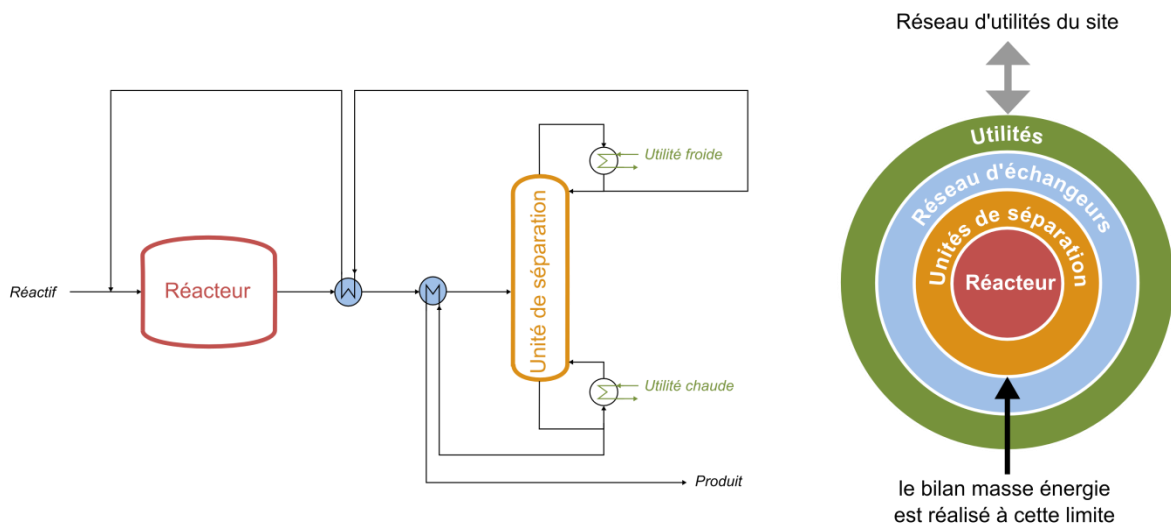 Réactif
Réacteur
Unité de séparation
Utilité froide
Utilité chaude
Produit
Réseau d'utilités du site
Utilités
Réseau d'échangeurs
Unités de séparation
Réacteur
le bilan masse énergie
est réalisé à cette limite